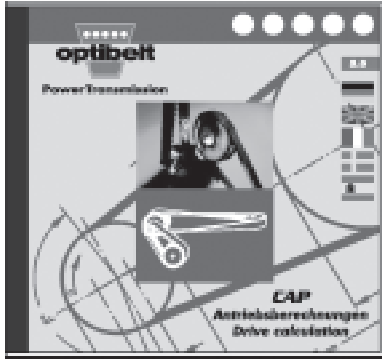 optibelt
Power Transmission
CAP
Antriebsberechnungen
Drive calculation